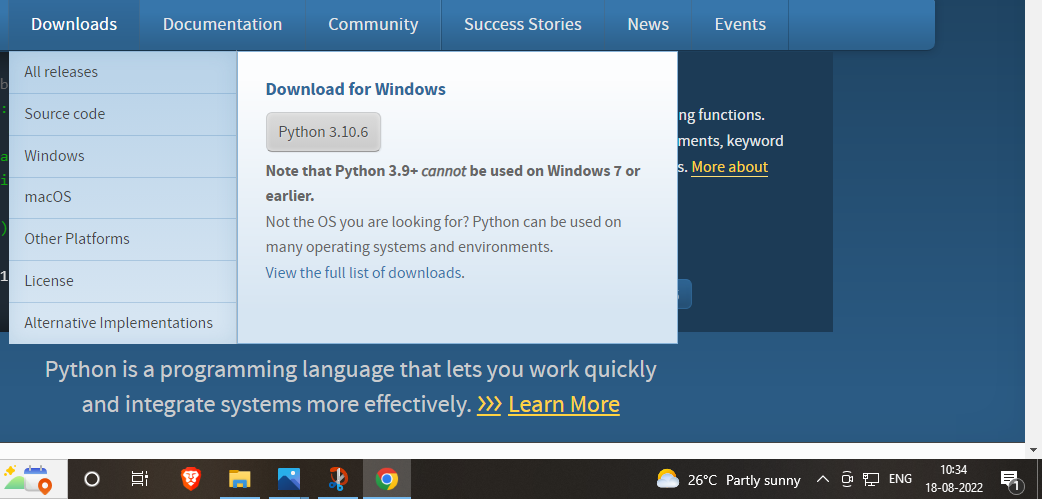 Downloads Documentation Community Success Stories News Events
All releases
Source code
Windows
macOS
Other Platforms
License
Alternative Implementations
Download for Windows
Python 3.10.6
Note that Python 3.9+ cannot be used on Windows 7 or
earlier.
Not the OS you are looking for? Python can be used on
many operating systems and environments.
View the full list of downloads.
b
:
a
i
)
1
ng functions.
ments, keyword
s. More about
Python is a programming language that lets you work quickly
and integrate systems more effectively. >>> Learn More
26°C Partly sunny ENG 10:34
18-08-2022
1